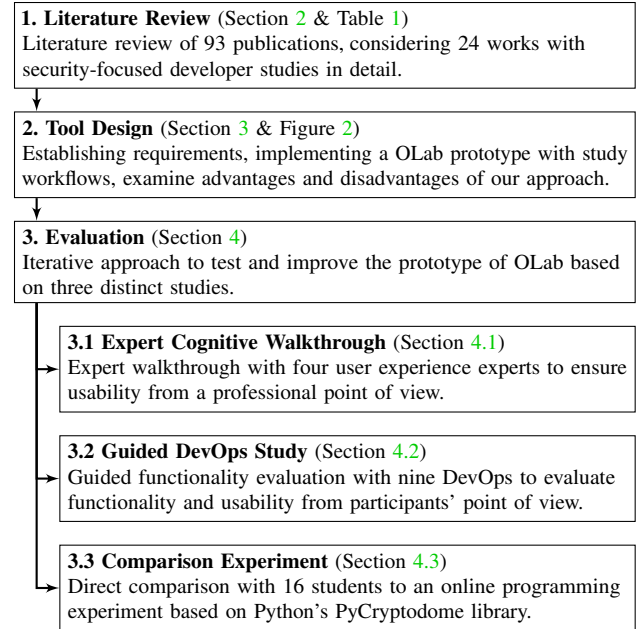 1. Literature Review (Section 2 & Table 1)
Literature review of 93 publications, considering 24 works with
security-focused developer studies in detail.
2. Tool Design (Section 3 & Figure 2)
Establishing requirements, implementing a OLab prototype with study
workflows, examine advantages and disadvantages of our approach.
3. Evaluation (Section 4)
Iterative approach to test and improve the prototype of OLab based
on three distinct studies.
3.1 Expert Cognitive Walkthrough (Section 4.1)
Expert walkthrough with four user experience experts to ensure
usability from a professional point of view.
3.2 Guided DevOps Study (Section 4.2)
Guided functionality evaluation with nine DevOps to evaluate
functionality and usability from participants' point of view.
3.3 Comparison Experiment (Section 4.3)
Direct comparison with 16 students to an online programming
experiment based on Python's PyCryptodome library.